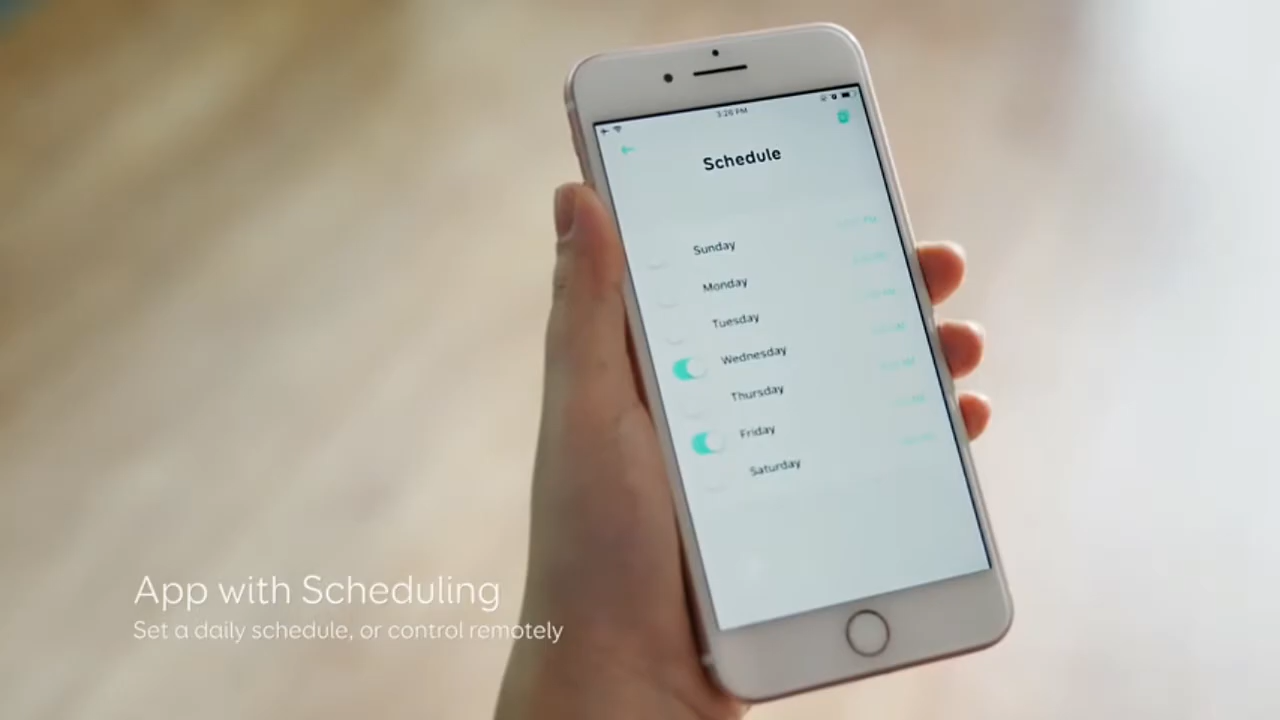 3:26 PM
Schedule
Sunday
Monday
Tuesday
Wednesday
Thursday
Friday
Saturday
App with Scheduling
Set a daily schedule, or control remotely